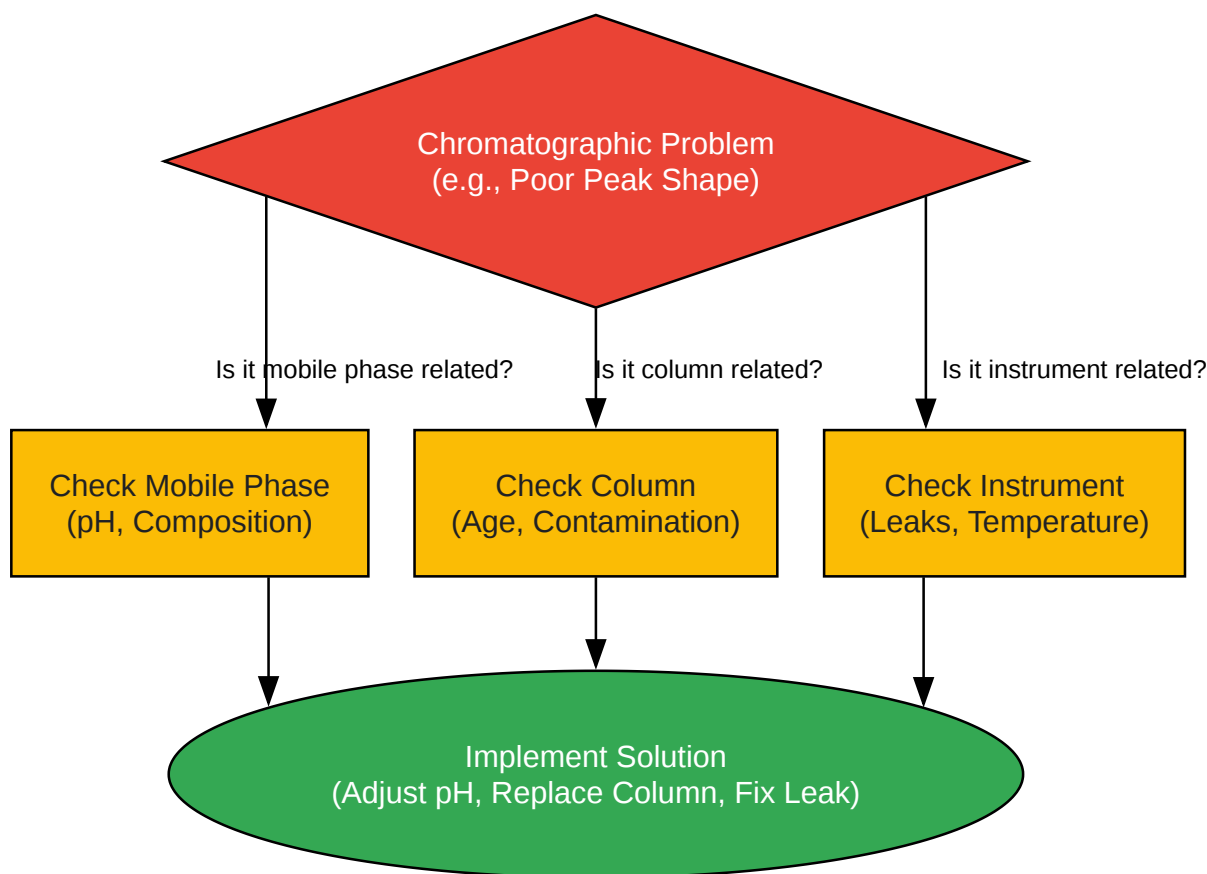 Chromatographic Problem
(e.g., Poor Peak Shape)
Is it mobile phase related?
Is it column related?
Is it instrument related?
Check Mobile Phase
(pH, Composition)
Check Column
(Age, Contamination)
Check Instrument
(Leaks, Temperature)
Implement Solution
(Adjust pH, Replace Column, Fix Leak)